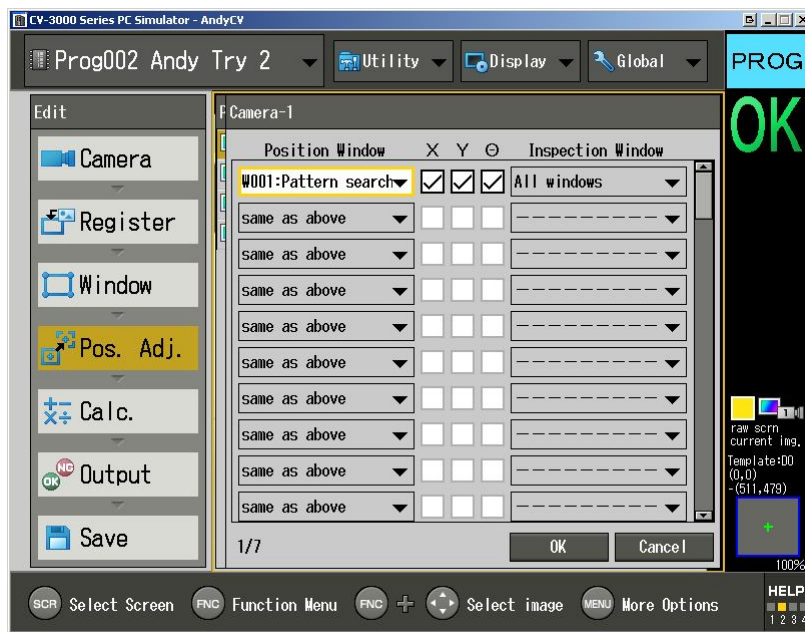 CV-3000 Series PC Simulator - AndyCV
Prog002 Andy Try 2
Utility
Display
Global
PROG
OK
Edit
Camera
Register
Window
Pos. Adj.
Calc.
Output
Save
Camera-1
Position Window X Y Θ Inspection Window
W001:Pattern search All windows
same as above ----------
same as above ----------
same as above ----------
same as above ----------
same as above ----------
same as above ----------
same as above ----------
same as above ----------
same as above ----------
1/7
OK
Cancel
1
raw scrn
current img.
Template:00
(0,0)
-(511,479)
100%
SCR Select Screen FNC Function Menu FNC + Select image MENU More Options
HELP
1 2 3 4